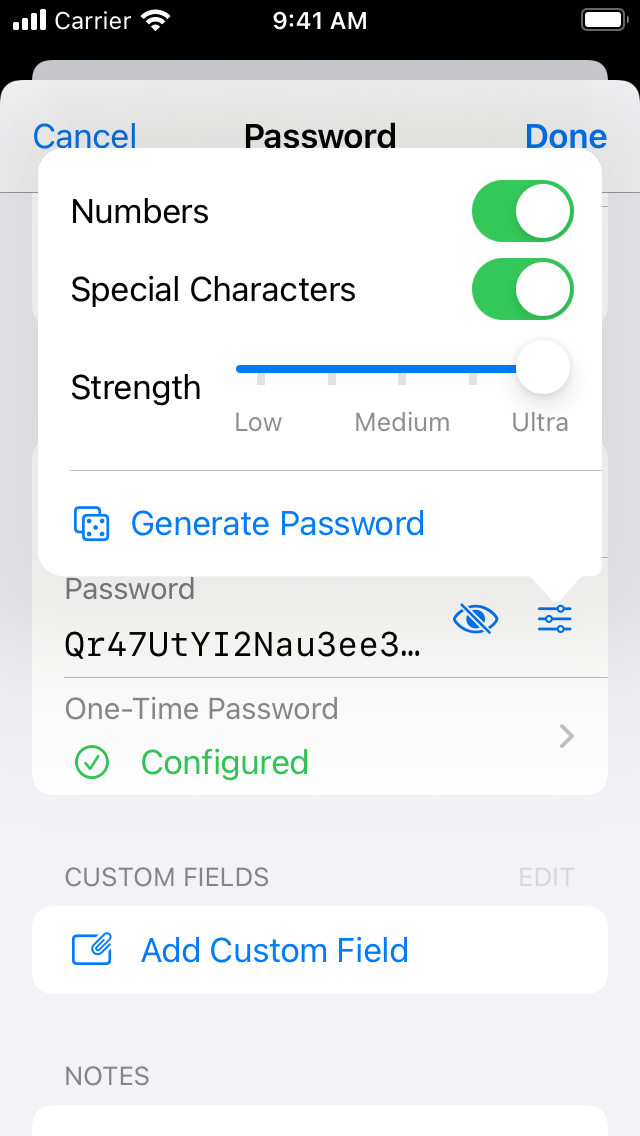 Carrier 9:41 AM
Cancel Password Done
Numbers
Special Characters
Strength
Low Medium Ultra
Generate Password
Password
Qr47UtYI2Nau3ee3…
One-Time Password
Configured
CUSTOM FIELDS EDIT
Add Custom Field
NOTES